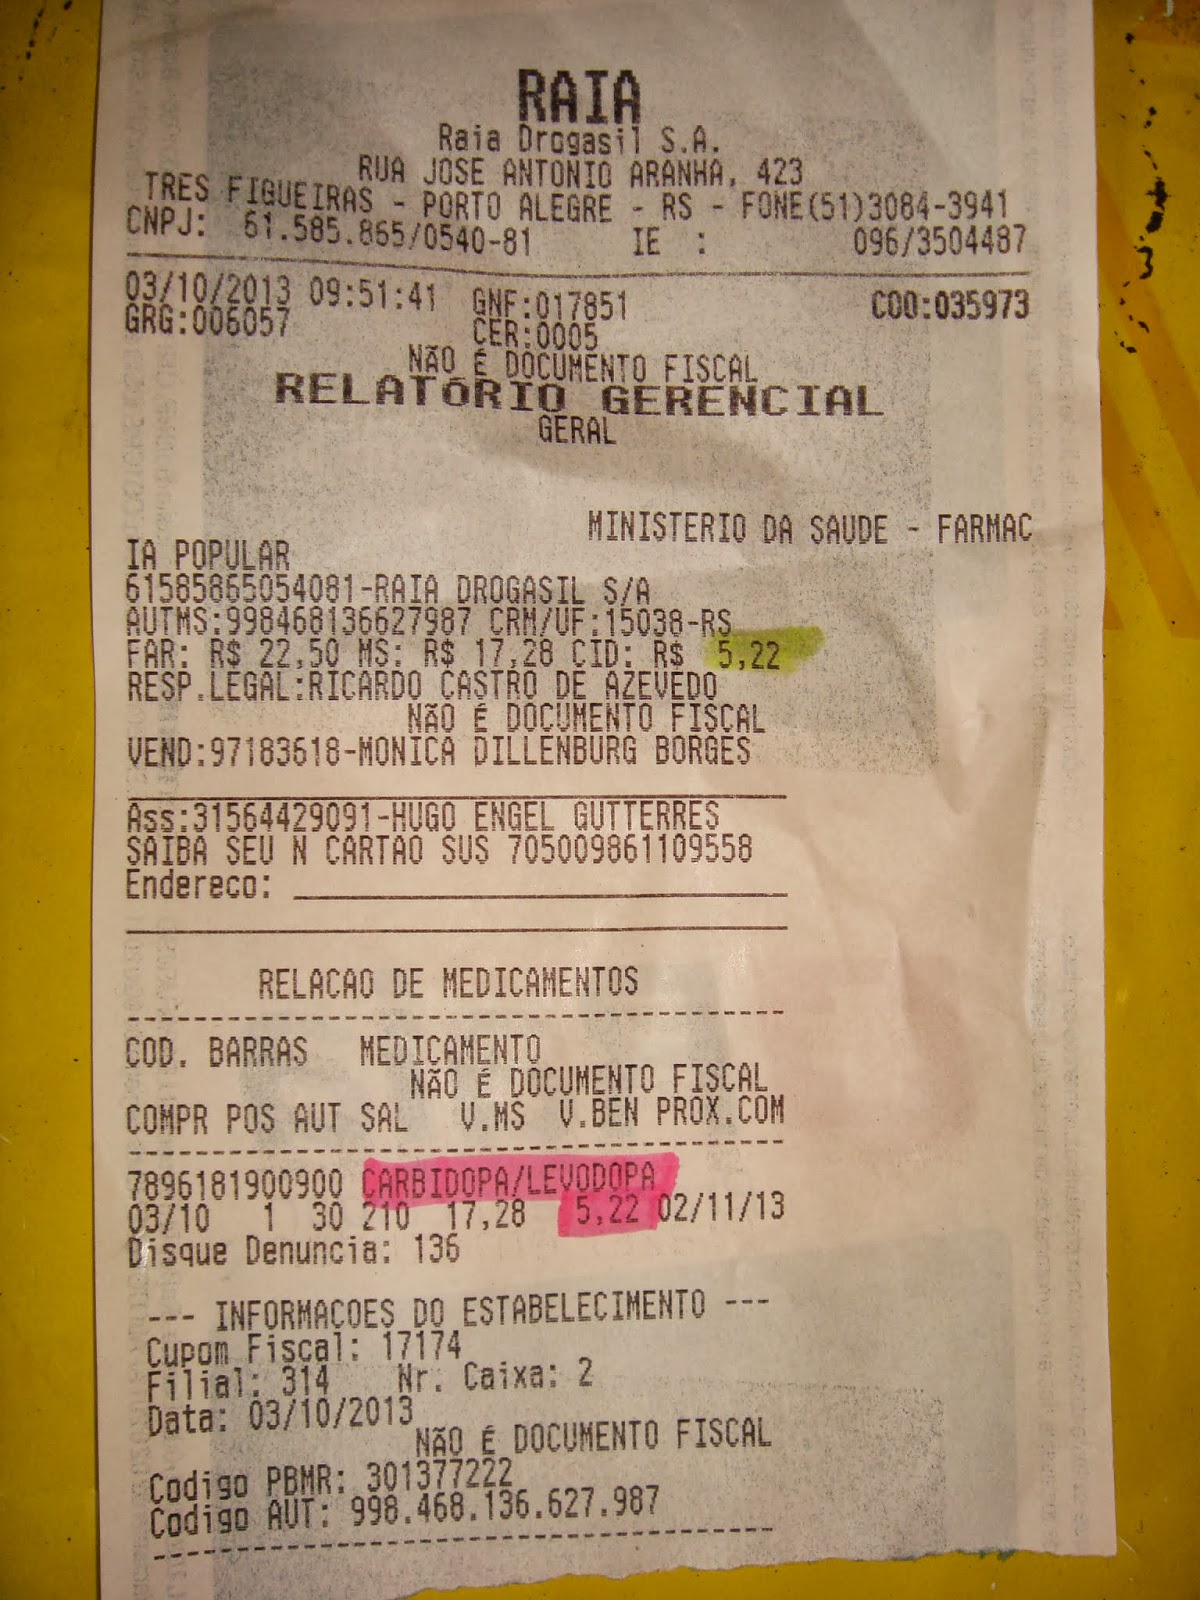 RAIA
Raia Drogasil S.A.
RUA JOSE ANTONIO ARANHA, 423
TRES FIGUEIRAS - PORTO ALEGRE - RS - FONE(51)3084-3941
CNPJ: 61.585.865/0540-81 IE : 096/3504487
03/10/2013 09:51:41 GNF:017851 COO:035973
GRG:006057 CER:0005
NÃO É DOCUMENTO FISCAL
RELATÓRIO GERENCIAL
GERAL
MINISTERIO DA SAUDE - FARMAC
IA POPULAR
61585865054081-RAIA DROGASIL S/A
AUTMS:998468136627987 CRM/UF:15038-RS
FAR: R$ 22,50 MS: R$ 17,28 CID: R$ 5,22
RESP.LEGAL:RICARDO CASTRO DE AZEVEDO
NÃO É DOCUMENTO FISCAL
VEND:97183618-MONICA DILLENBURG BORGES
Ass:31564429091-HUGO ENGEL GUTTERRES
SAIBA SEU N CARTAO SUS 705009861109558
Endereco:
RELACAO DE MEDICAMENTOS
COD. BARRAS MEDICAMENTO
NÃO É DOCUMENTO FISCAL
COMPR POS AUT SAL V.MS V.BEN PROX.COM
7896181900900 CARBIDOPA/LEVODOPA
03/10 1 30 210 17,28 5,22 02/11/13
Disque Denuncia: 136
--- INFORMACOES DO ESTABELECIMENTO ---
Cupom Fiscal: 17174
Filial: 314 Nr. Caixa: 2
Data: 03/10/2013
NÃO É DOCUMENTO FISCAL
Codigo PBMR: 301377222
Codigo AUT: 998.468.136.627.987